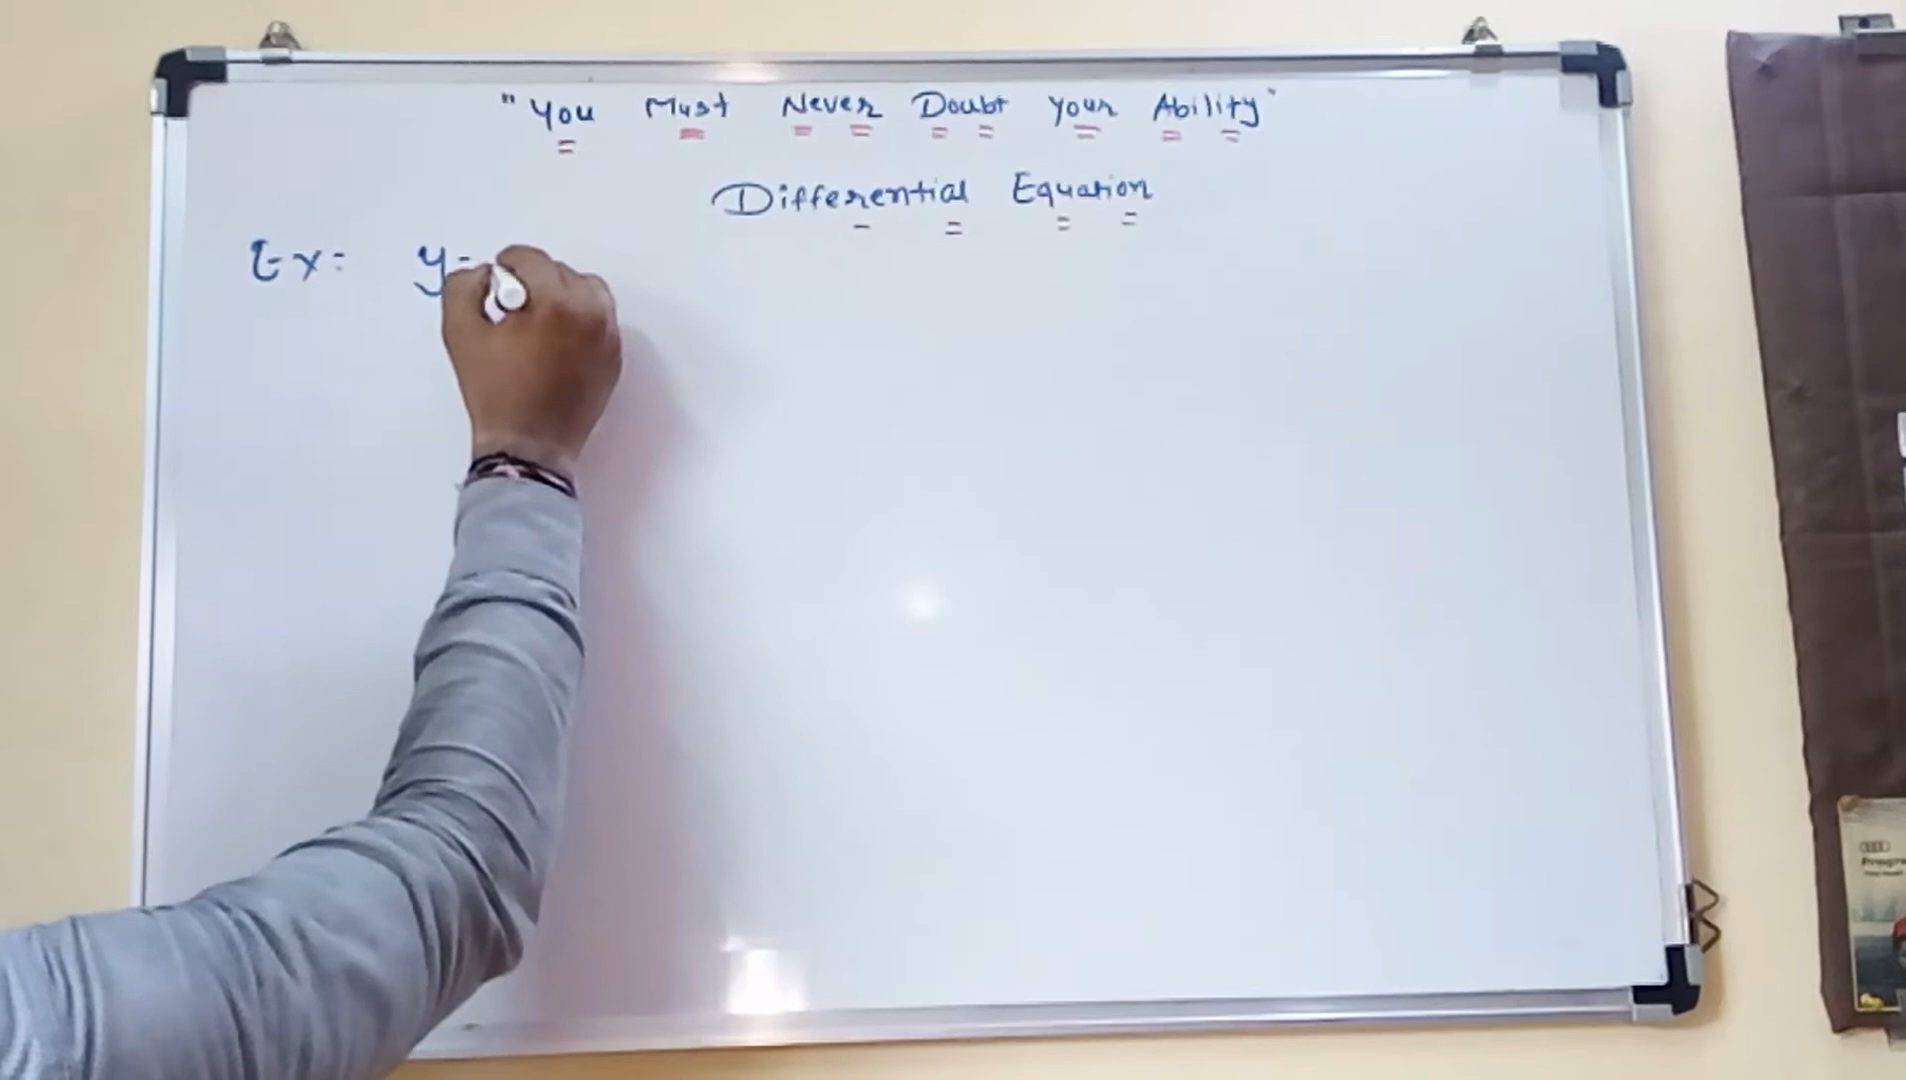 "You Must Never Doubt Your Ability"
Differential Equation
Ex: y=